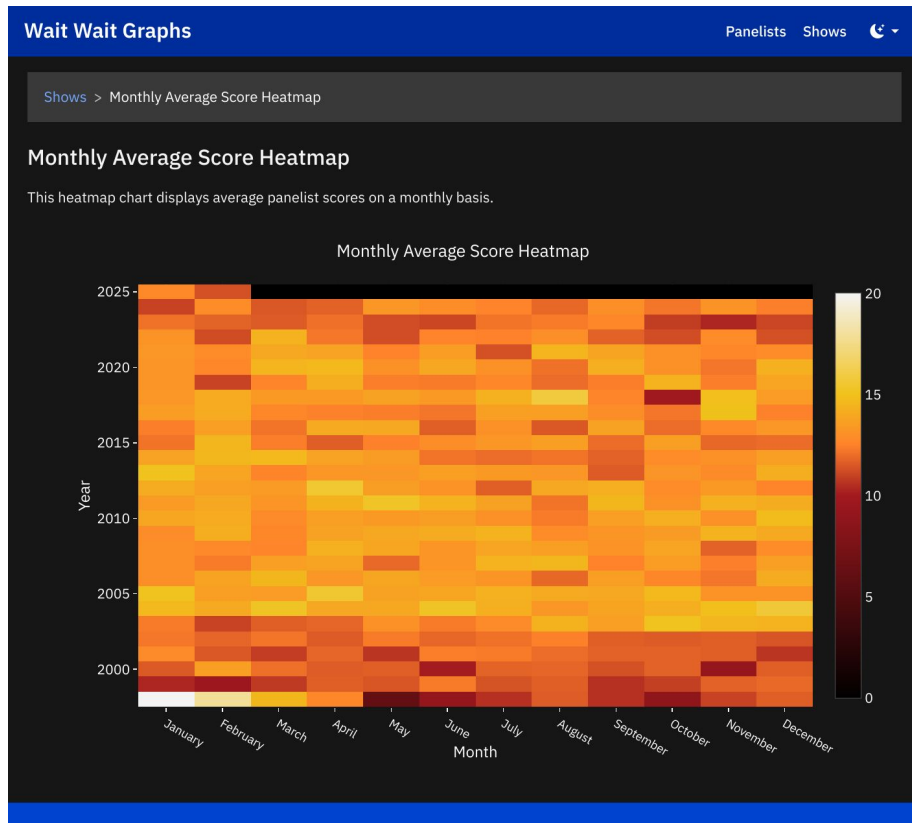 Wait Wait Graphs
Panelists Shows
Shows > Monthly Average Score Heatmap
Monthly Average Score Heatmap
This heatmap chart displays average panelist scores on a monthly basis.
Monthly Average Score Heatmap
2025
2020
2015
2010
2005
2000
Year
20
15
10
5
0
January February March April May June July August September October November December
Month